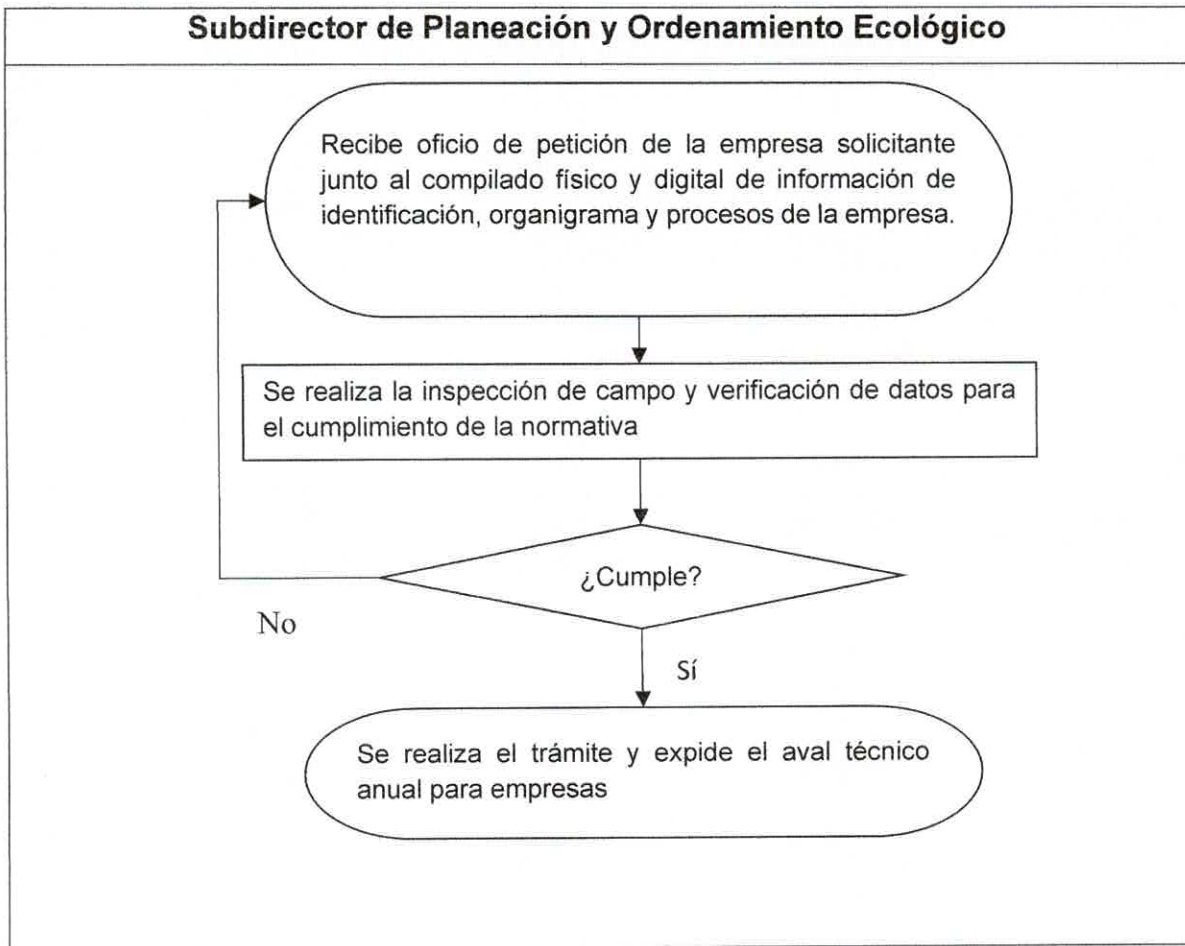 Subdirector de Planeación y Ordenamiento Ecológico
Recibe oficio de petición de la empresa solicitante
junto al compilado físico y digital de información de
identificación, organigrama y procesos de la empresa.
Se realiza la inspección de campo y verificación de datos para
el cumplimiento de la normativa
¿Cumple?
No
Sí
Se realiza el trámite y expide el aval técnico
anual para empresas